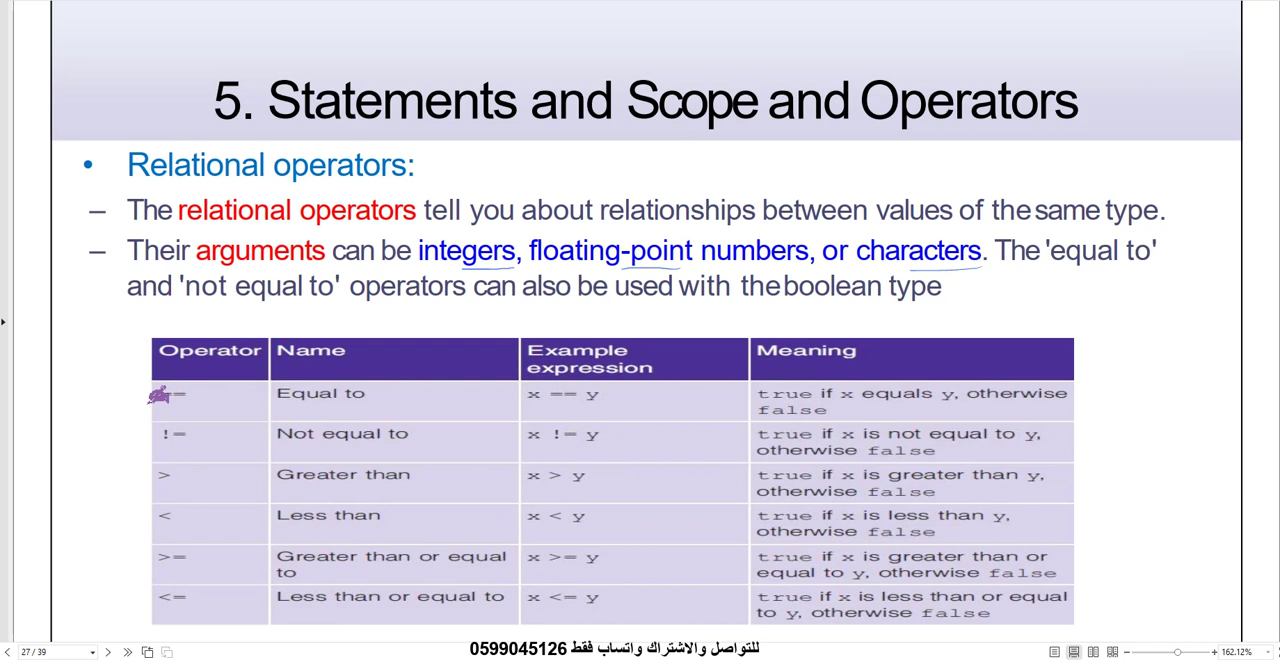 5. Statements and Scope and Operators
• Relational operators:
– The relational operators tell you about relationships between values of the same type.
– Their arguments can be integers, floating-point numbers, or characters. The 'equal to'
and 'not equal to' operators can also be used with the boolean type
Operator Name Example expression Meaning
== Equal to x == y true if x equals y, otherwise false
!= Not equal to x != y true if x is not equal to y, otherwise false
> Greater than x > y true if x is greater than y, otherwise false
< Less than x < y true if x is less than y, otherwise false
>= Greater than or equal to x >= y true if x is greater than or equal to y, otherwise false
<= Less than or equal to x <= y true if x is less than or equal to y, otherwise false
للتواصل والاشتراك واتساب فقط 0599045126
27 / 39
162.12%